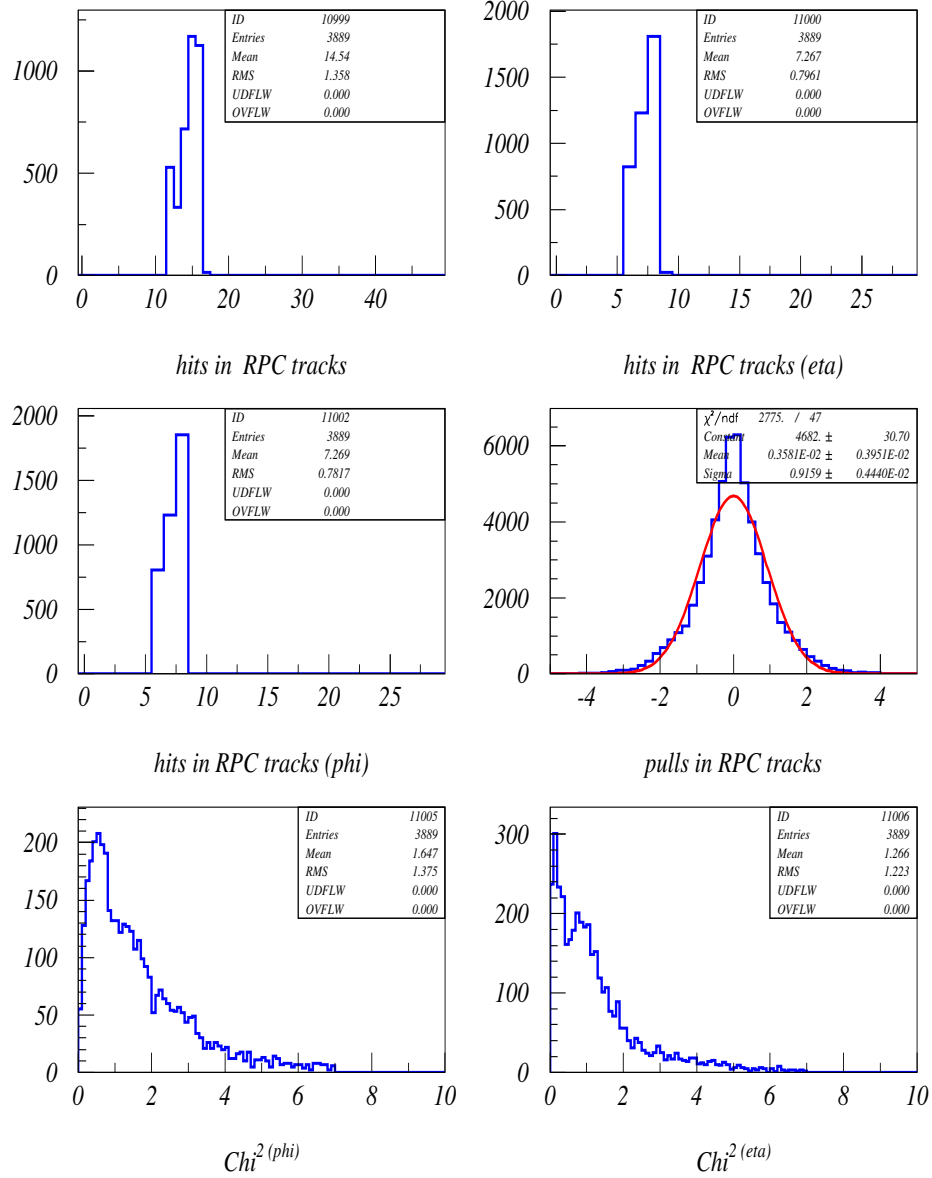 ID 10999
Entries 3889
Mean 14.54
RMS 1.358
UDFLW 0.000
OVFLW 0.000
1000
500
0
0 10 20 30 40
hits in RPC tracks
ID 11000
Entries 3889
Mean 7.267
RMS 0.7961
UDFLW 0.000
OVFLW 0.000
2000
1500
1000
500
0
0 5 10 15 20 25
hits in RPC tracks (eta)
ID 11002
Entries 3889
Mean 7.269
RMS 0.7817
UDFLW 0.000
OVFLW 0.000
2000
1500
1000
500
0
0 5 10 15 20 25
hits in RPC tracks (phi)
χ²/ndf 2775. / 47
Constant 4682. ± 30.70
Mean 0.3581E-02 ± 0.3951E-02
Sigma 0.9159 ± 0.4440E-02
6000
4000
2000
0
-4 -2 0 2 4
pulls in RPC tracks
ID 11005
Entries 3889
Mean 1.647
RMS 1.375
UDFLW 0.000
OVFLW 0.000
200
150
100
50
0
0 2 4 6 8 10
Chi² (phi)
ID 11006
Entries 3889
Mean 1.266
RMS 1.223
UDFLW 0.000
OVFLW 0.000
300
200
100
0
0 2 4 6 8 10
Chi² (eta)